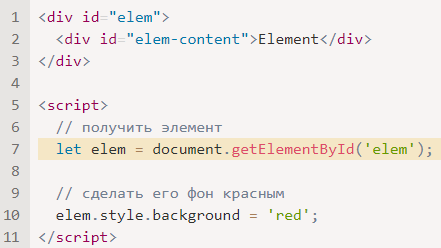 1 <div id="elem">
2   <div id="elem-content">Element</div>
3 </div>
4
5 <script>
6   // получить элемент
7   let elem = document.getElementById('elem');
8
9   // сделать его фон красным
10   elem.style.background = 'red';
11 </script>